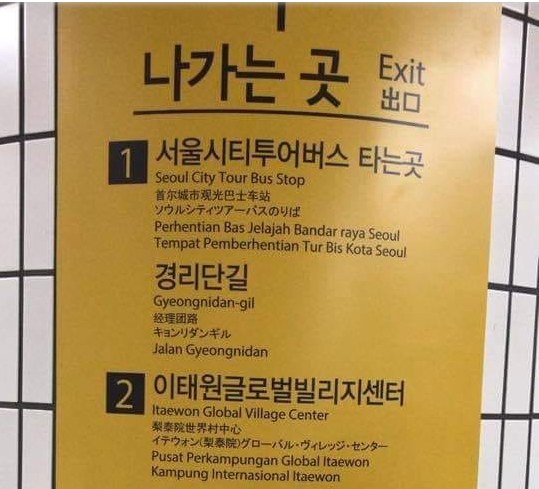 나가는 곳 Exit
出口
1 서울시티투어버스 타는곳
Seoul City Tour Bus Stop
首尔城市观光巴士车站
ソウルシティツアーバスのりば
Perhentian Bas Jelajah Bandar raya Seoul
Tempat Pemberhentian Tur Bis Kota Seoul
경리단길
Gyeongnidan-gil
经理团路
キョンリダンギル
Jalan Gyeongnidan
2 이태원글로벌빌리지센터
Itaewon Global Village Center
梨泰院世界村中心
イテウォン(梨泰院)グローバル・ヴィレッジ・センター
Pusat Perkampungan Global Itaewon
Kampung Internasional Itaewon